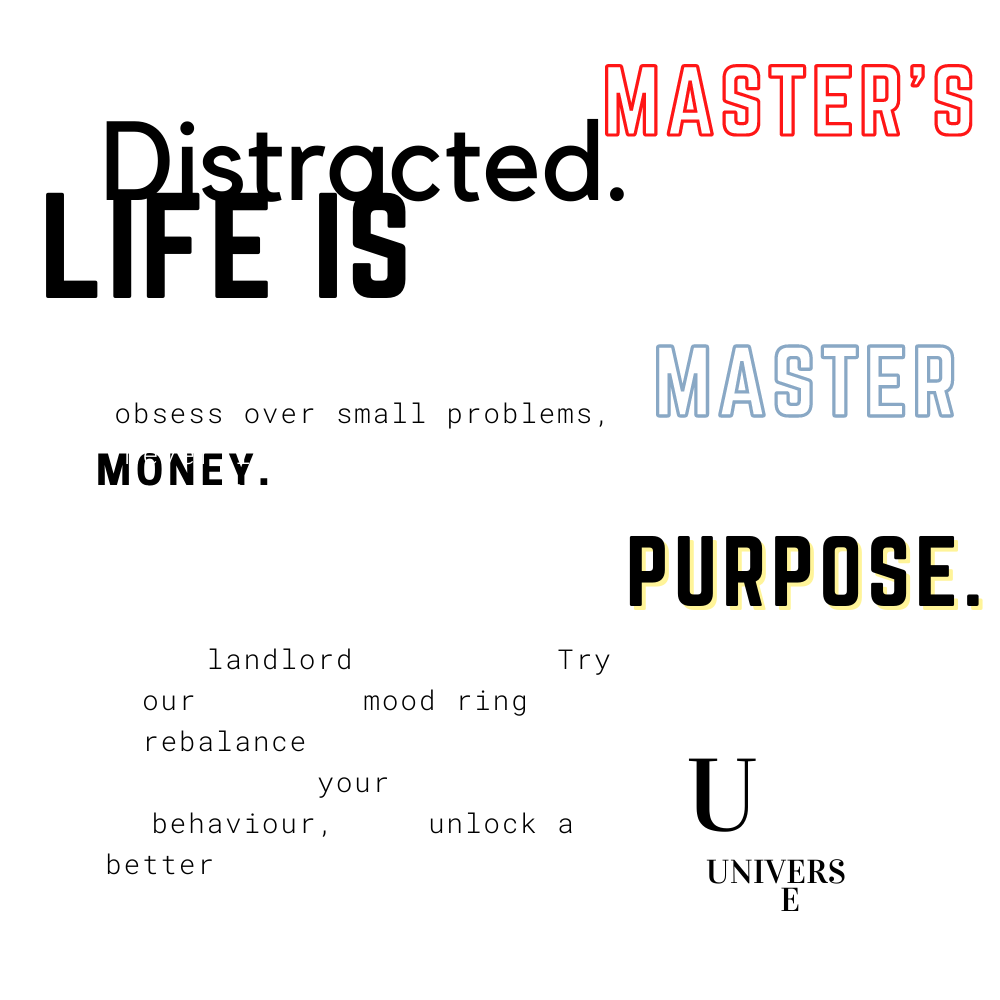 MASTER'S
Distracted.
LIFE IS
MASTER
obsess over small problems,
MONEY.
PURPOSE.
landlord Try
our mood ring
rebalance
your
behaviour, unlock a
better
U
UNIVERS
E